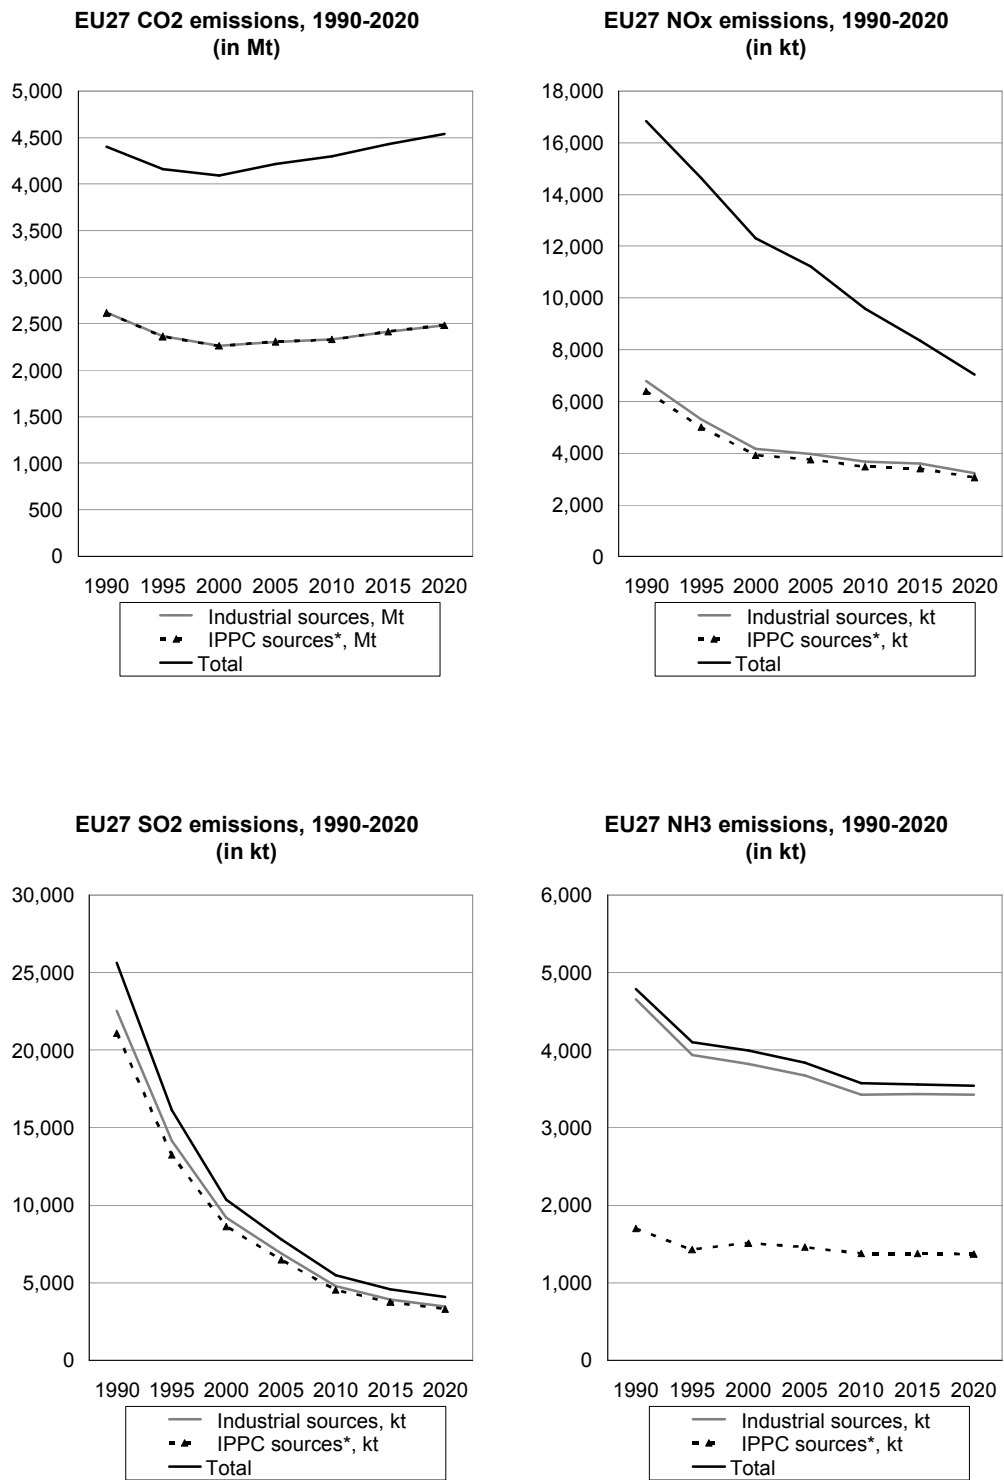 EU27 CO2 emissions, 1990-2020
(in Mt)
5,000
4,500
4,000
3,500
3,000
2,500
2,000
1,500
1,000
500
0
1990 1995 2000 2005 2010 2015 2020
Industrial sources, Mt
IPPC sources*, Mt
Total
EU27 NOx emissions, 1990-2020
(in kt)
18,000
16,000
14,000
12,000
10,000
8,000
6,000
4,000
2,000
0
1990 1995 2000 2005 2010 2015 2020
Industrial sources, kt
IPPC sources*, kt
Total
EU27 SO2 emissions, 1990-2020
(in kt)
30,000
25,000
20,000
15,000
10,000
5,000
0
1990 1995 2000 2005 2010 2015 2020
Industrial sources, kt
IPPC sources*, kt
Total
EU27 NH3 emissions, 1990-2020
(in kt)
6,000
5,000
4,000
3,000
2,000
1,000
0
1990 1995 2000 2005 2010 2015 2020
Industrial sources, kt
IPPC sources*, kt
Total